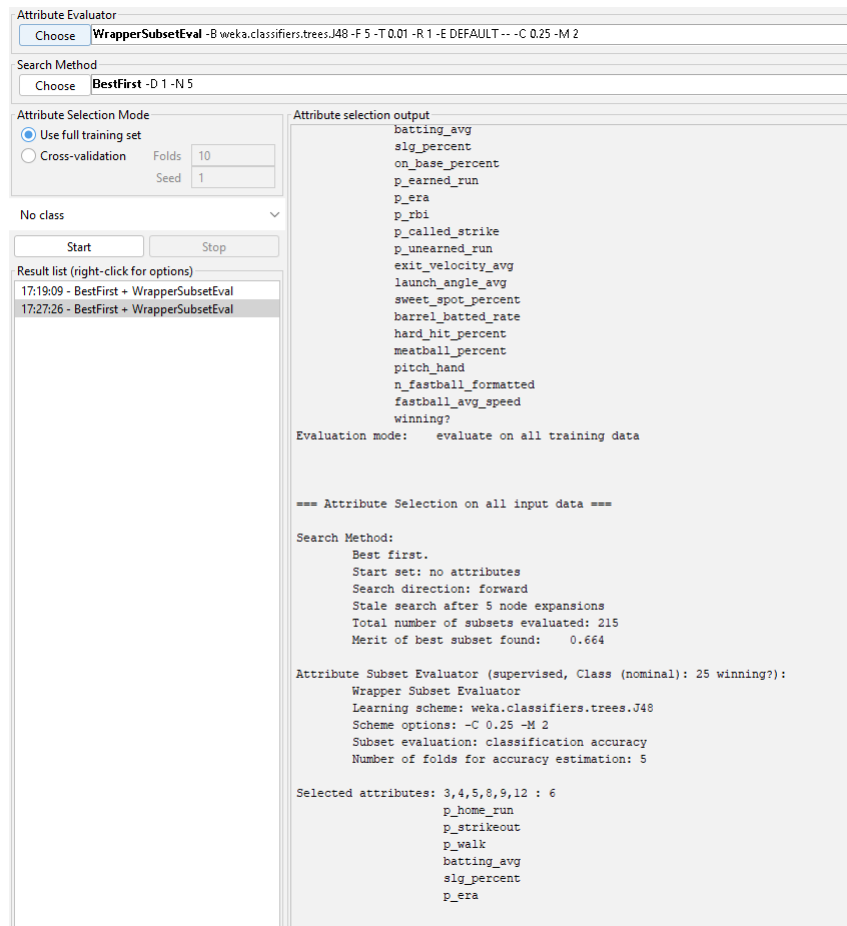 Attribute Evaluator
Choose WrapperSubsetEval -B weka.classifiers.trees.J48 -F 5 -T 0.01 -R 1 -E DEFAULT -- -C 0.25 -M 2
Search Method
Choose BestFirst -D 1 -N 5
Attribute Selection Mode
Use full training set
Cross-validation Folds 10
Seed 1
No class
Start Stop
Result list (right-click for options)
17:19:09 - BestFirst + WrapperSubsetEval
17:27:26 - BestFirst + WrapperSubsetEval
Attribute selection output
batting_avg
slg_percent
on_base_percent
p_earned_run
p_era
p_rbi
p_called_strike
p_unearned_run
exit_velocity_avg
launch_angle_avg
sweet_spot_percent
barrel_batted_rate
hard_hit_percent
meatball_percent
pitch_hand
n_fastball_formatted
fastball_avg_speed
winning?
Evaluation mode: evaluate on all training data
=== Attribute Selection on all input data ===
Search Method:
Best first.
Start set: no attributes
Search direction: forward
Stale search after 5 node expansions
Total number of subsets evaluated: 215
Merit of best subset found: 0.664
Attribute Subset Evaluator (supervised, Class (nominal): 25 winning?):
Wrapper Subset Evaluator
Learning scheme: weka.classifiers.trees.J48
Scheme options: -C 0.25 -M 2
Subset evaluation: classification accuracy
Number of folds for accuracy estimation: 5
Selected attributes: 3,4,5,8,9,12 : 6
p_home_run
p_strikeout
p_walk
batting_avg
slg_percent
p_era